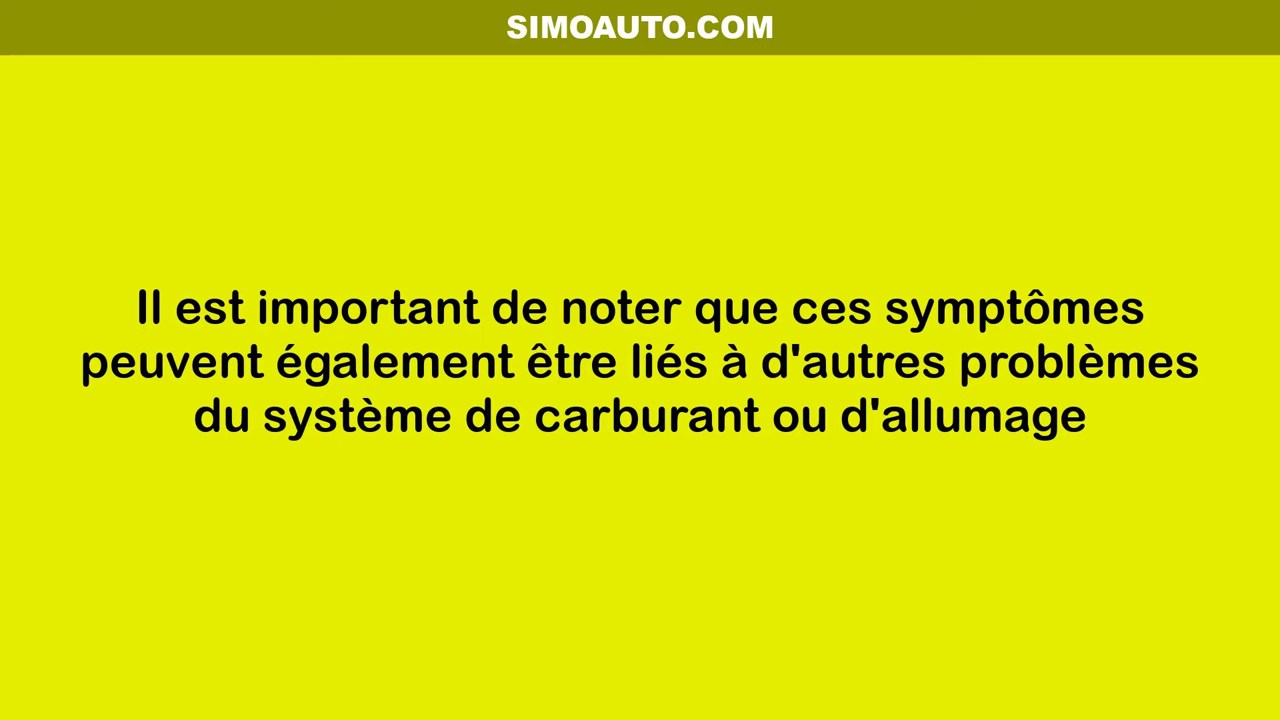 SIMOAUTO.COM
Il est important de noter que ces symptômes
peuvent également être liés à d'autres problèmes
du système de carburant ou d'allumage